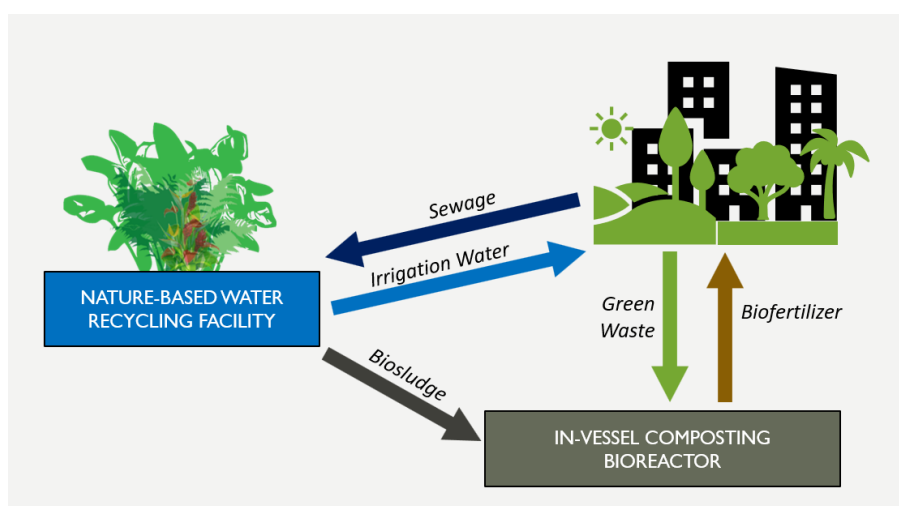 Sewage
Irrigation Water
NATURE-BASED WATER
RECYCLING FACILITY
Green
Waste
Biofertilizer
Biosludge
IN-VESSEL COMPOSTING
BIOREACTOR